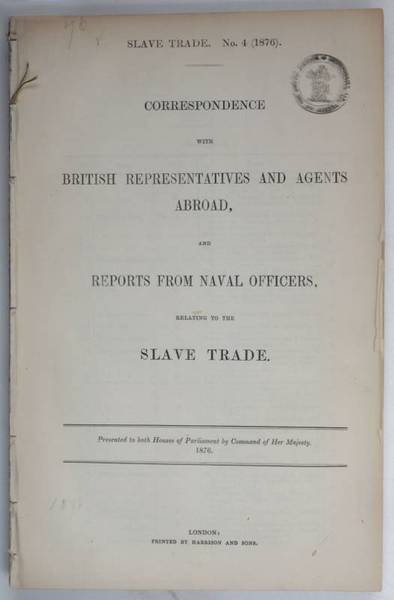 76
SLAVE TRADE. No. 4 (1876).
CORRESPONDENCE
WITH
BRITISH REPRESENTATIVES AND AGENTS
ABROAD,
AND
REPORTS FROM NAVAL OFFICERS,
RELATING TO THE
SLAVE TRADE.
Presented to both Houses of Parliament by Command of Her Majesty.
1876.
LONDON:
PRINTED BY HARRISON AND SONS.